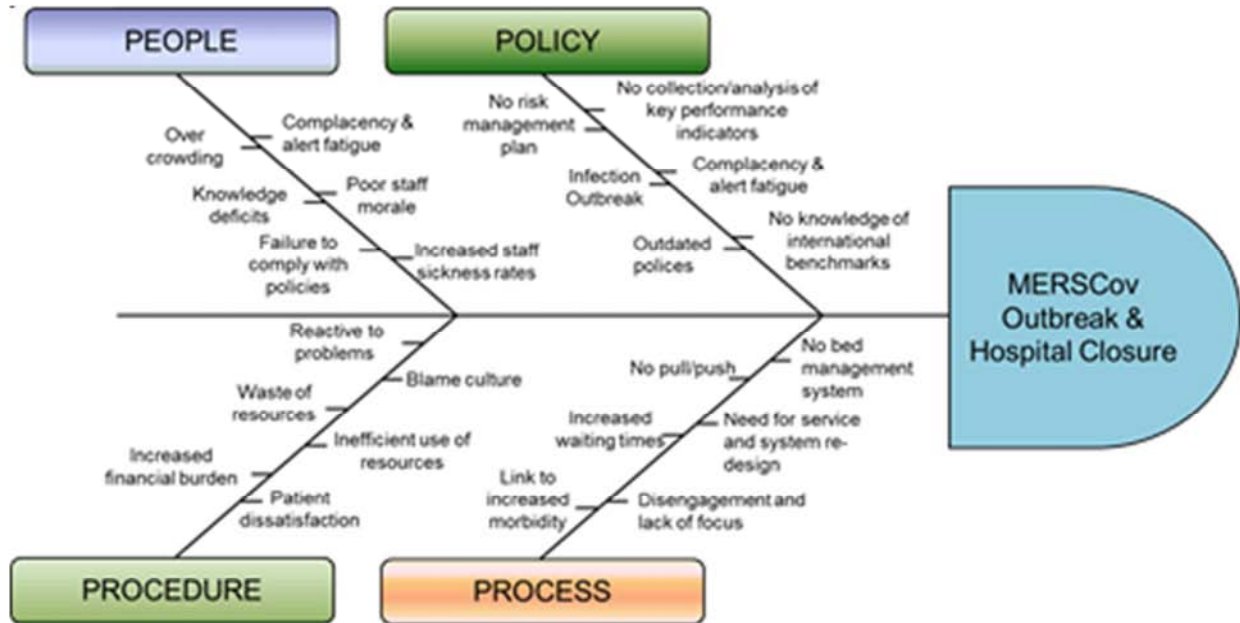 PEOPLE
POLICY
Over
crowding
Complacency &
alert fatigue
Knowledge
deficits
Poor staff
morale
Failure to
comply with
policies
Increased staff
sickness rates
No risk
management
plan
No collection/analysis of
key performance
indicators
Infection
Outbreak
Complacency &
alert fatigue
Outdated
polices
No knowledge of
international
benchmarks
MERSCov
Outbreak &
Hospital Closure
Reactive to
problems
Blame culture
Waste of
resources
Inefficient use of
resources
Increased
financial burden
Patient
dissatisfaction
No pull/push
No bed
management
system
Increased
waiting times
Need for service
and system re-
design
Link to
increased
morbidity
Disengagement and
lack of focus
PROCEDURE
PROCESS